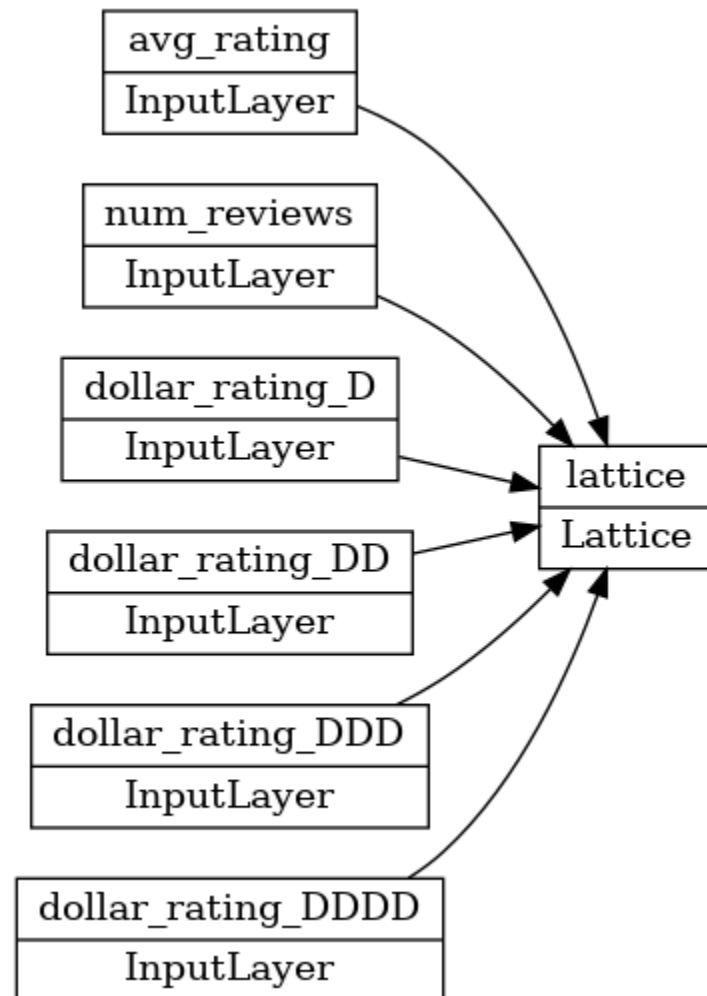 avg_rating
InputLayer
num_reviews
InputLayer
dollar_rating_D
InputLayer
lattice
Lattice
dollar_rating_DD
InputLayer
dollar_rating_DDD
InputLayer
dollar_rating_DDDD
InputLayer